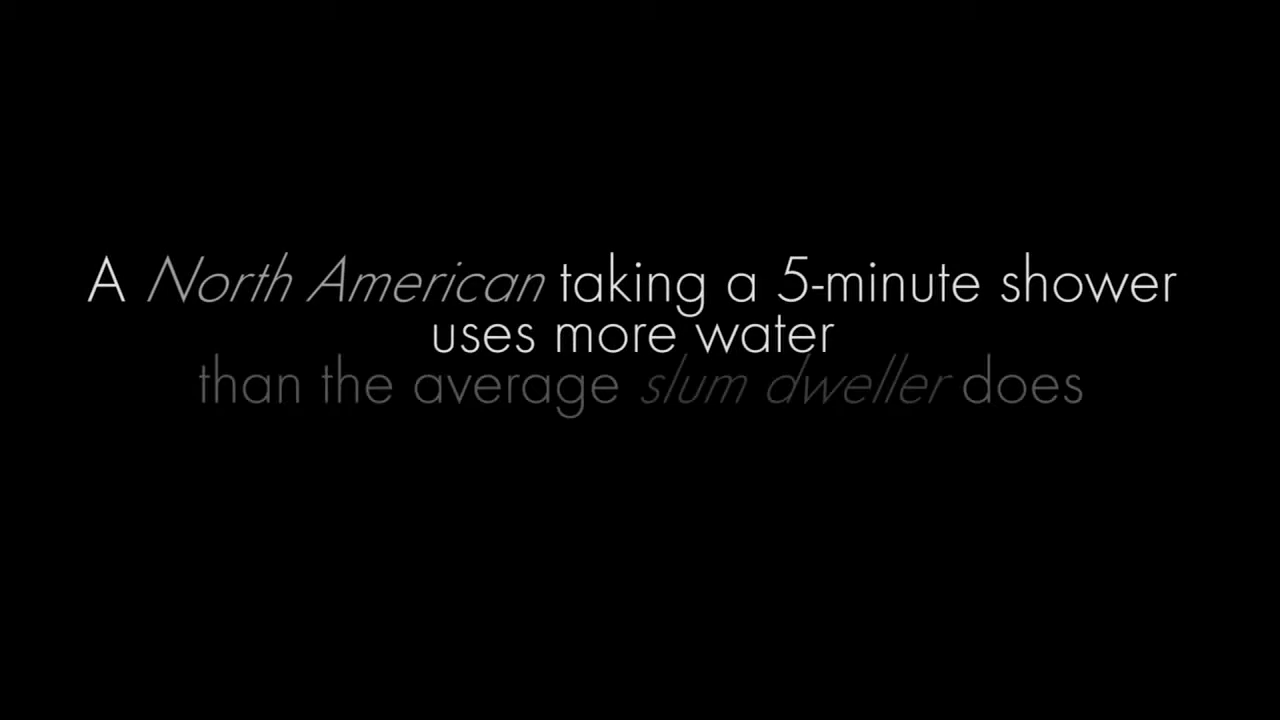 A North American taking a 5-minute shower
uses more water
than the average slum dweller does